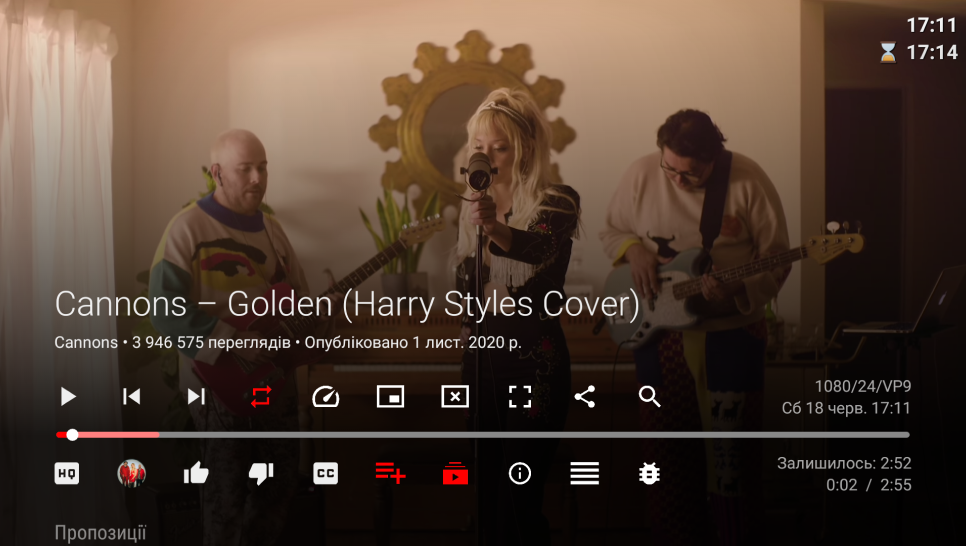 17:11
⌛ 17:14
Cannons – Golden (Harry Styles Cover)
Cannons • 3 946 575 переглядів • Опубліковано 1 лист. 2020 р.
1080/24/VP9
Сб 18 черв. 17:11
HQ
CC
Залишилось: 2:52
0:02 / 2:55
Пропозиції